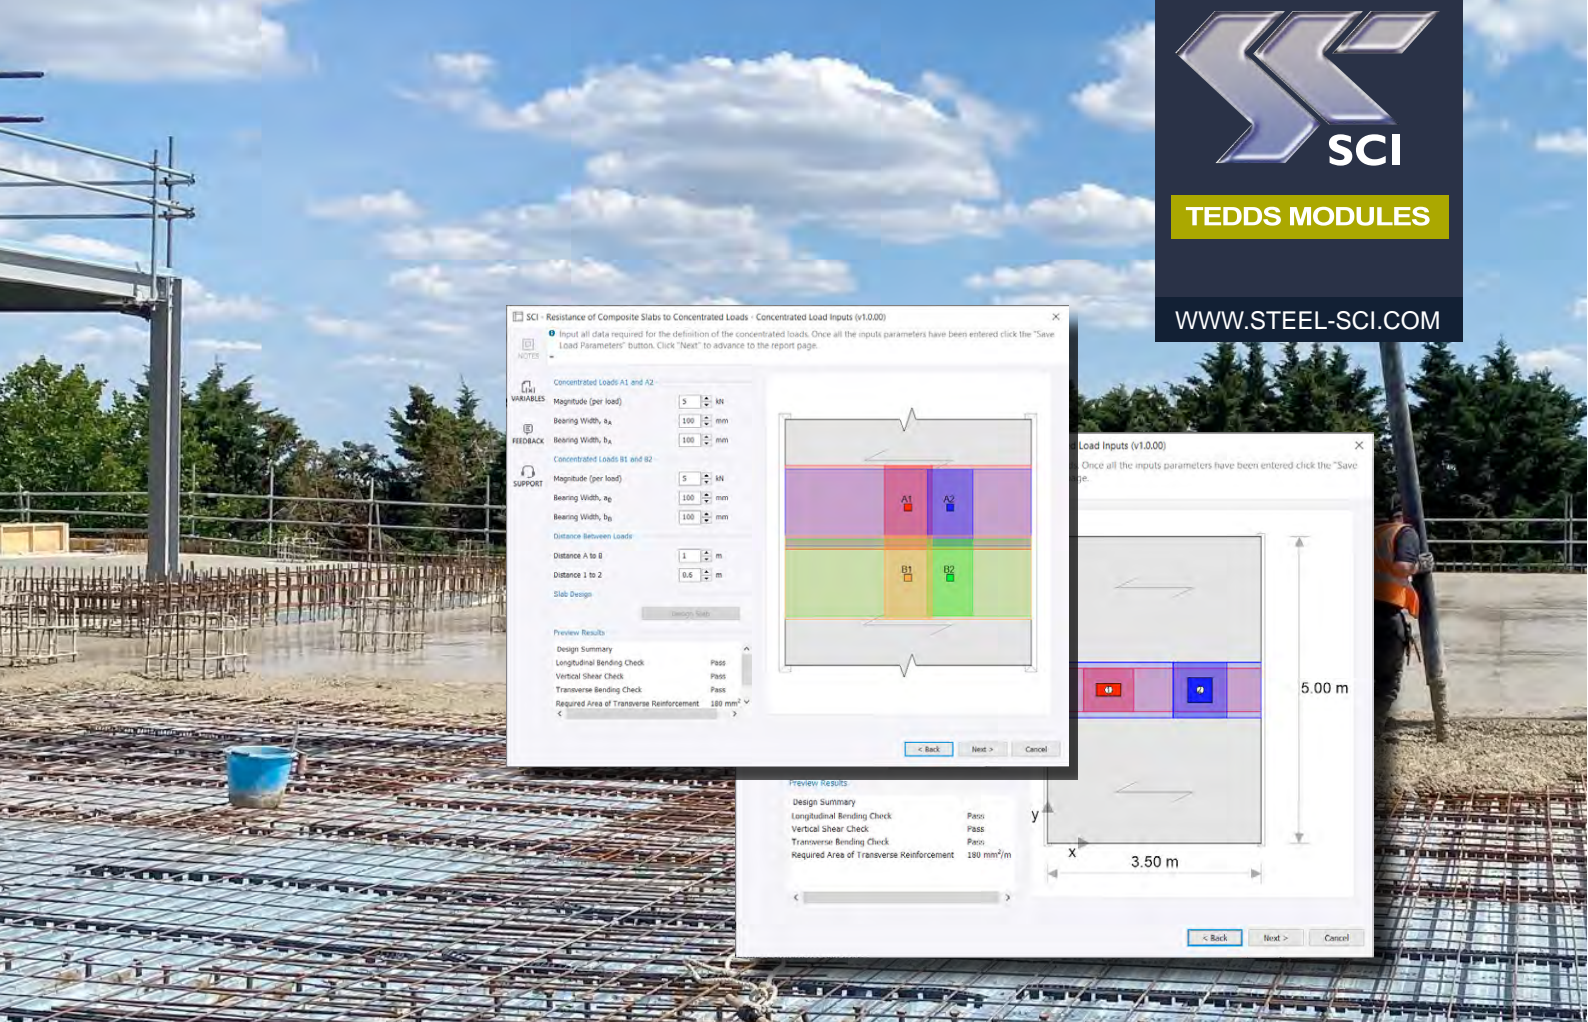 SCI
TEDDS MODULES
WWW.STEEL-SCI.COM
SCI - Resistance of Composite Slabs to Concentrated Loads - Concentrated Load Inputs (v1.0.00)
Input all data required for the definition of the concentrated loads. Once all the inputs parameters have been entered click the "Save
Load Parameters" button. Click "Next" to advance to the report page.
NOTES
VARIABLES
FEEDBACK
SUPPORT
Concentrated Loads A1 and A2
Magnitude (per load) 5 kN
Bearing Width, aA 100 mm
Bearing Width, bA 100 mm
Concentrated Loads B1 and B2
Magnitude (per load) 5 kN
Bearing Width, aB 100 mm
Bearing Width, bB 100 mm
Distance Between Loads
Distance A to B 1 m
Distance 1 to 2 0.6 m
Slab Design
Design Slab
Preview Results
Design Summary
Longitudinal Bending Check Pass
Vertical Shear Check Pass
Transverse Bending Check Pass
Required Area of Transverse Reinforcement 180 mm²
A1 A2
B1 B2
< Back Next > Cancel
d Load Inputs (v1.0.00)
. Once all the inputs parameters have been entered click the "Save
ge.
1 2
5.00 m
y
x
3.50 m
Preview Results
Design Summary
Longitudinal Bending Check Pass
Vertical Shear Check Pass
Transverse Bending Check Pass
Required Area of Transverse Reinforcement 180 mm²/m
< Back Next > Cancel